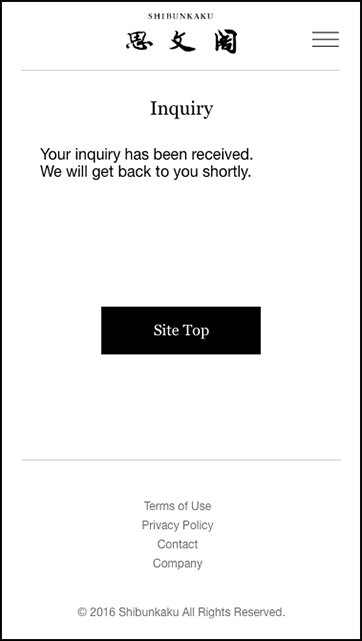 SHIBUNKAKU
思文閣
Inquiry
Your inquiry has been received.
We will get back to you shortly.
Site Top
Terms of Use
Privacy Policy
Contact
Company
© 2016 Shibunkaku All Rights Reserved.